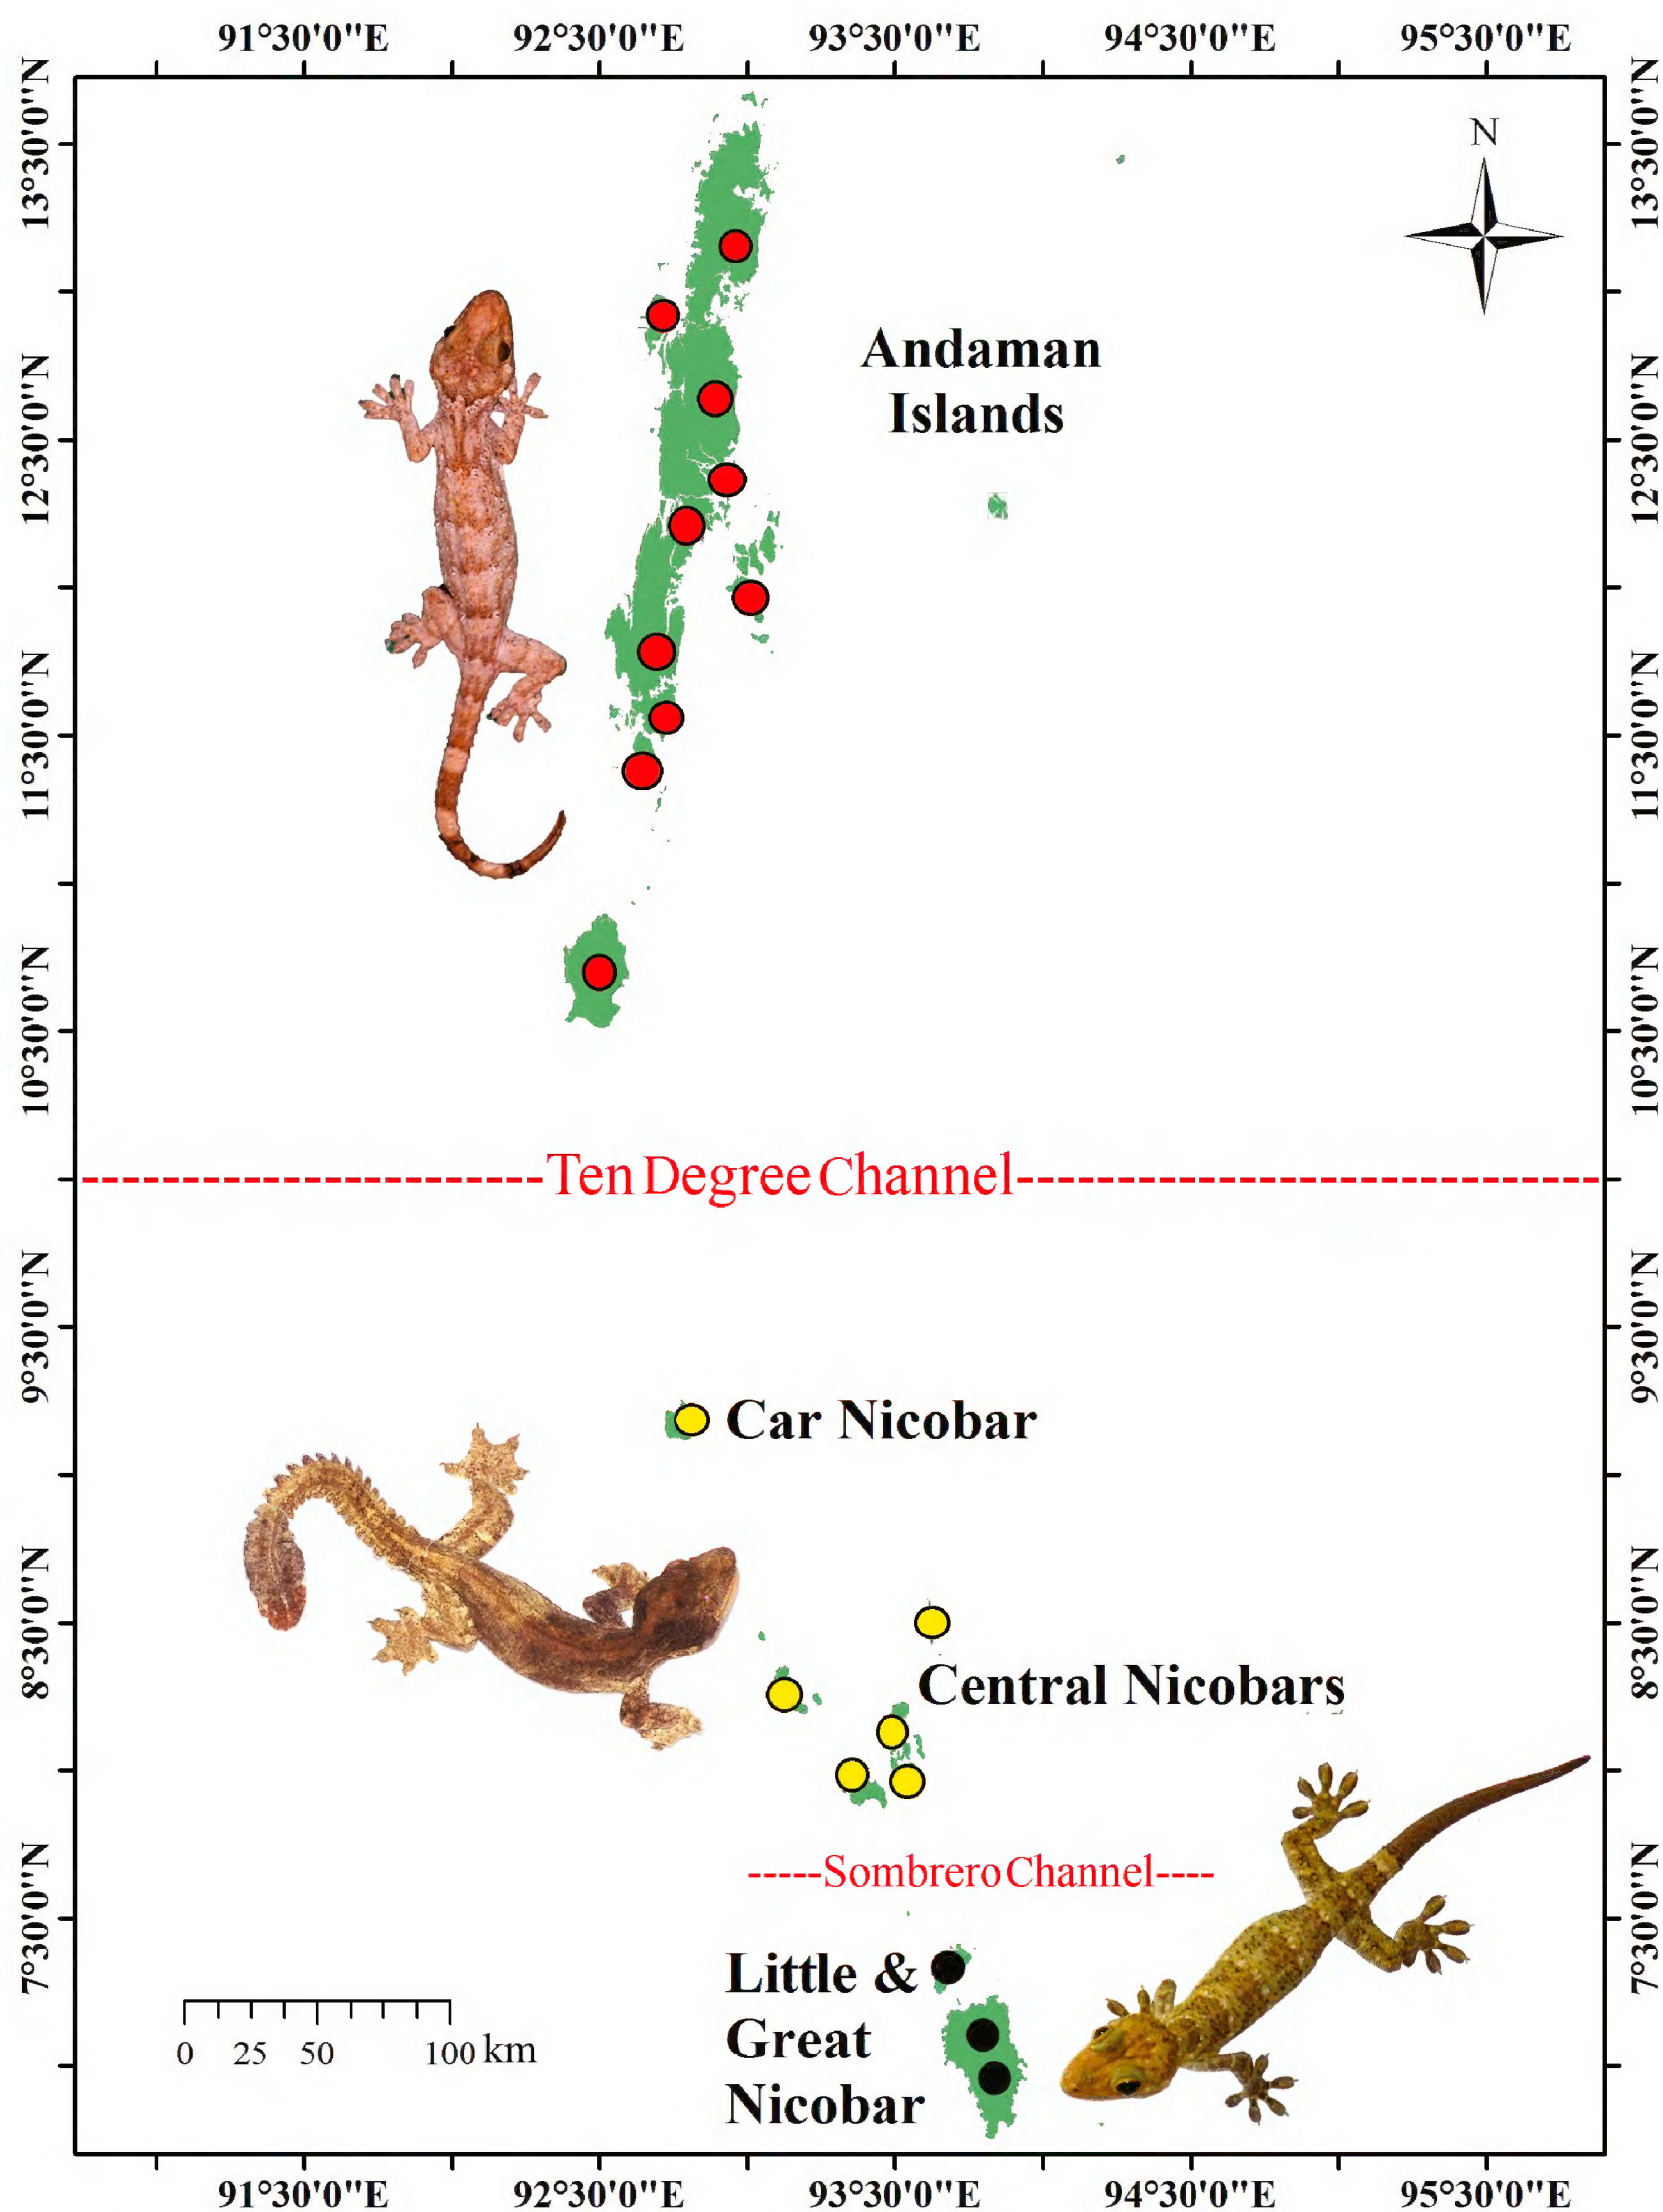 91°30'0"E 92°30'0"E 93°30'0"E 94°30'0"E 95°30'0"E
13°30'0"N
12°30'0"N
11°30'0"N
10°30'0"N
9°30'0"N
8°30'0"N
7°30'0"N
N
Andaman
Islands
Ten Degree Channel
Car Nicobar
Central Nicobars
Sombrero Channel
Little &
Great
Nicobar
0 25 50 100 km
13°30'0"N
12°30'0"N
11°30'0"N
10°30'0"N
9°30'0"N
8°30'0"N
7°30'0"N
91°30'0"E 92°30'0"E 93°30'0"E 94°30'0"E 95°30'0"E